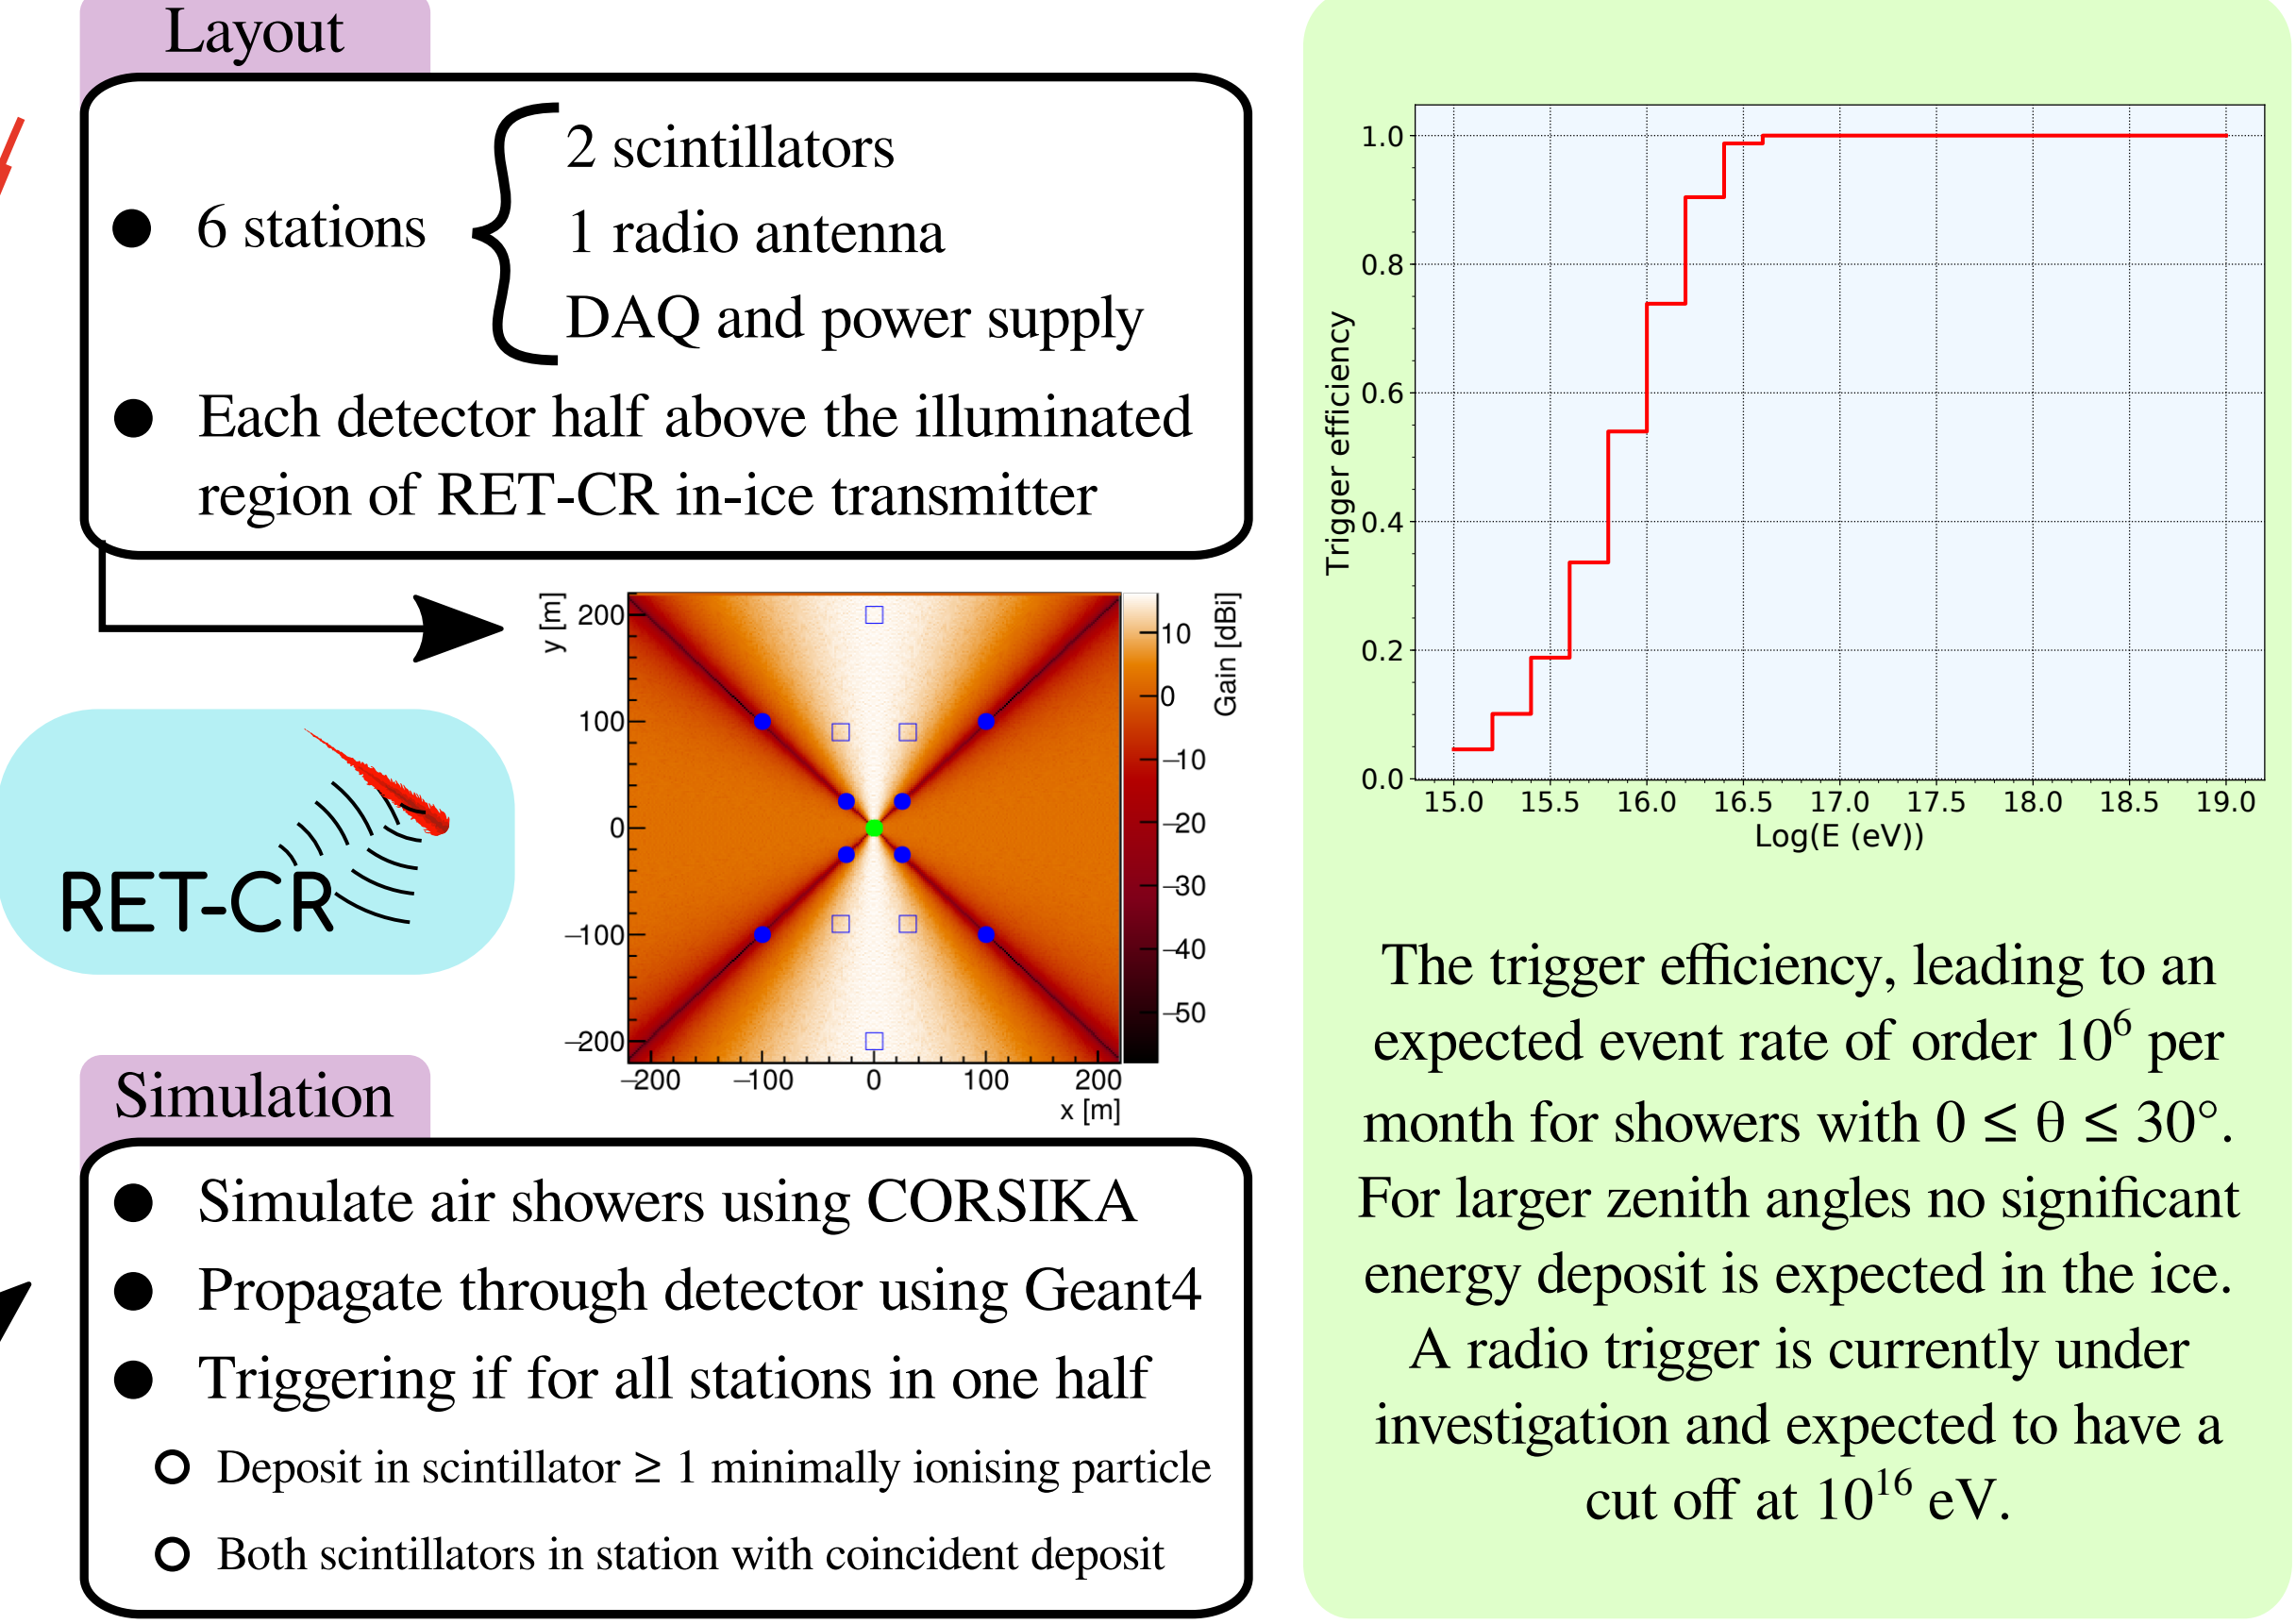 Layout
6 stations
2 scintillators
1 radio antenna
DAQ and power supply
Each detector half above the illuminated
region of RET-CR in-ice transmitter
y [m]
200
100
0
−100
−200
−200 −100 0 100 200
x [m]
10
0
−10
−20
−30
−40
−50
Gain [dBi]
RET-CR
Simulation
Simulate air showers using CORSIKA
Propagate through detector using Geant4
Triggering if for all stations in one half
Deposit in scintillator ≥ 1 minimally ionising particle
Both scintillators in station with coincident deposit
Trigger efficiency
1.0
0.8
0.6
0.4
0.2
0.0
15.0 15.5 16.0 16.5 17.0 17.5 18.0 18.5 19.0
Log(E (eV))
The trigger efficiency, leading to an
expected event rate of order 10⁶ per
month for showers with 0 ≤ θ ≤ 30°.
For larger zenith angles no significant
energy deposit is expected in the ice.
A radio trigger is currently under
investigation and expected to have a
cut off at 10¹⁶ eV.